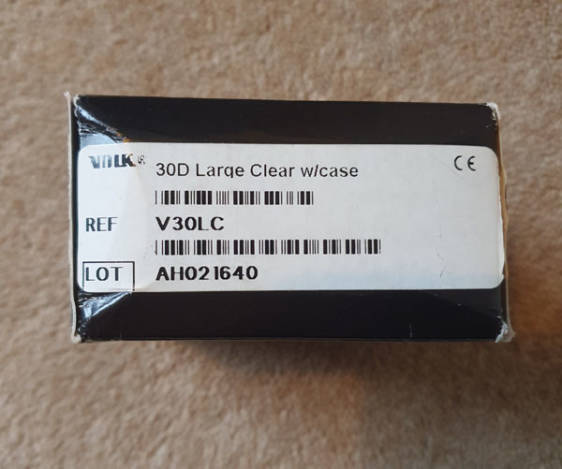 VOLK® 30D Large Clear w/case CE
REF V30LC
LOT AH021640